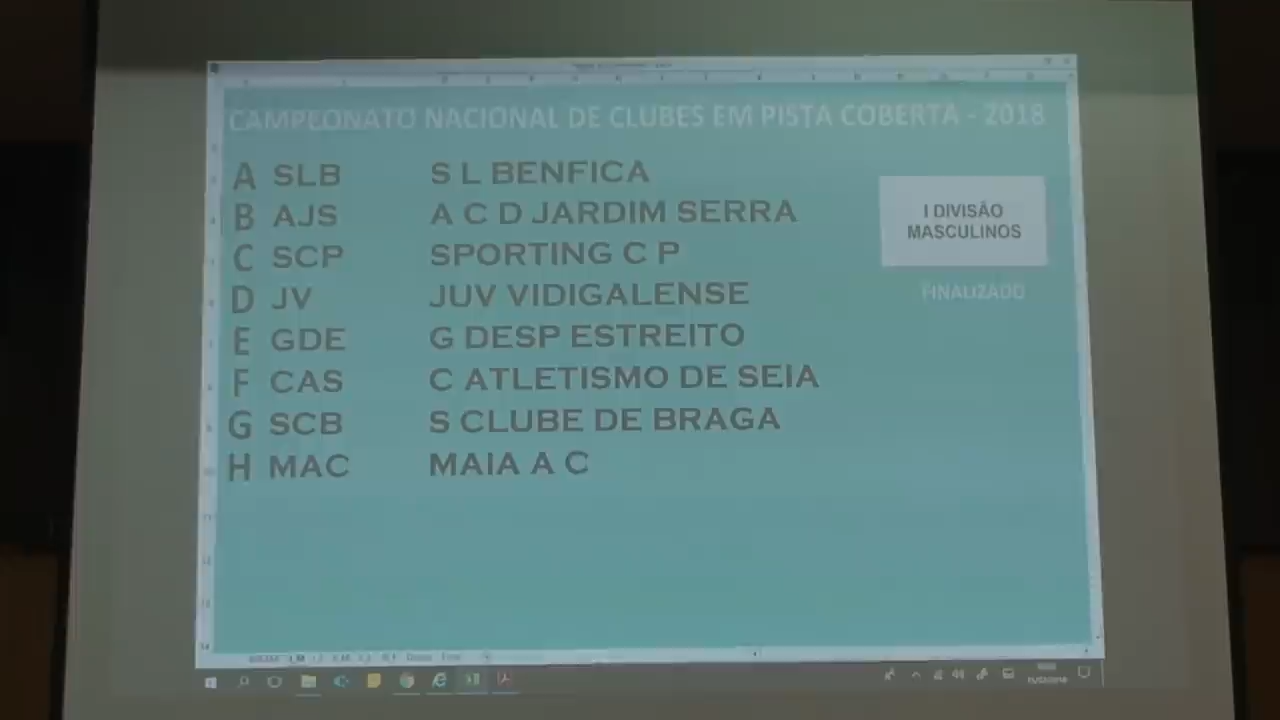 CAMPEONATO NACIONAL DE CLUBES EM PISTA COBERTA - 2018
A SLB S L BENFICA
B AJS A C D JARDIM SERRA
C SCP SPORTING C P
D JV JUV VIDIGALENSE
E GDE G DESP ESTREITO
F CAS C ATLETISMO DE SEIA
G SCB S CLUBE DE BRAGA
H MAC MAIA A C
I DIVISÃO
MASCULINOS
FINALIZADO